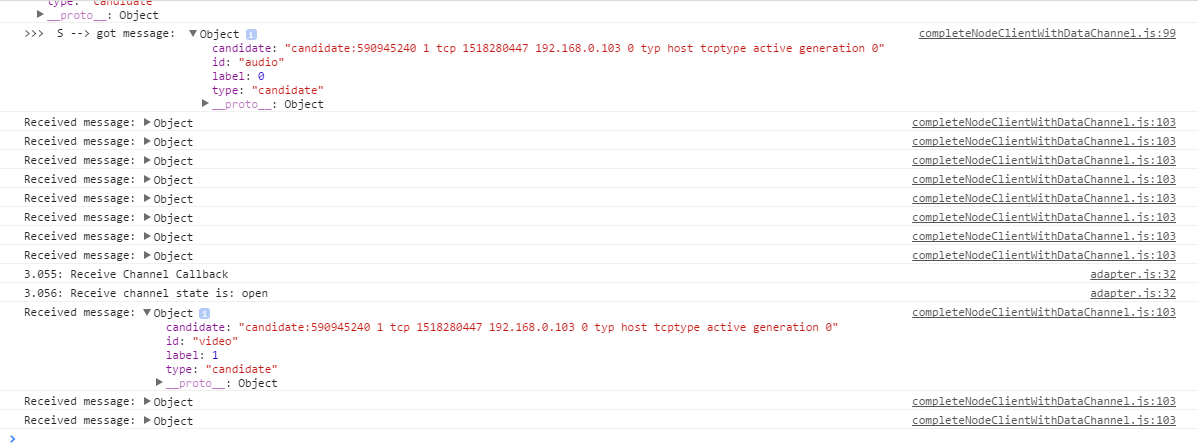 type: "candidate"
▶__proto__: Object
>>>  S --> got message:  ▼Object i completeNodeClientWithDataChannel.js:99
candidate: "candidate:590945240 1 tcp 1518280447 192.168.0.103 0 typ host tcptype active generation 0"
id: "audio"
label: 0
type: "candidate"
▶__proto__: Object
Received message: ▶Object completeNodeClientWithDataChannel.js:103
Received message: ▶Object completeNodeClientWithDataChannel.js:103
Received message: ▶Object completeNodeClientWithDataChannel.js:103
Received message: ▶Object completeNodeClientWithDataChannel.js:103
Received message: ▶Object completeNodeClientWithDataChannel.js:103
Received message: ▶Object completeNodeClientWithDataChannel.js:103
Received message: ▶Object completeNodeClientWithDataChannel.js:103
Received message: ▶Object completeNodeClientWithDataChannel.js:103
3.055: Receive Channel Callback adapter.js:32
3.056: Receive channel state is: open adapter.js:32
Received message: ▼Object i completeNodeClientWithDataChannel.js:103
candidate: "candidate:590945240 1 tcp 1518280447 192.168.0.103 0 typ host tcptype active generation 0"
id: "video"
label: 1
type: "candidate"
▶__proto__: Object
Received message: ▶Object completeNodeClientWithDataChannel.js:103
Received message: ▶Object completeNodeClientWithDataChannel.js:103
>